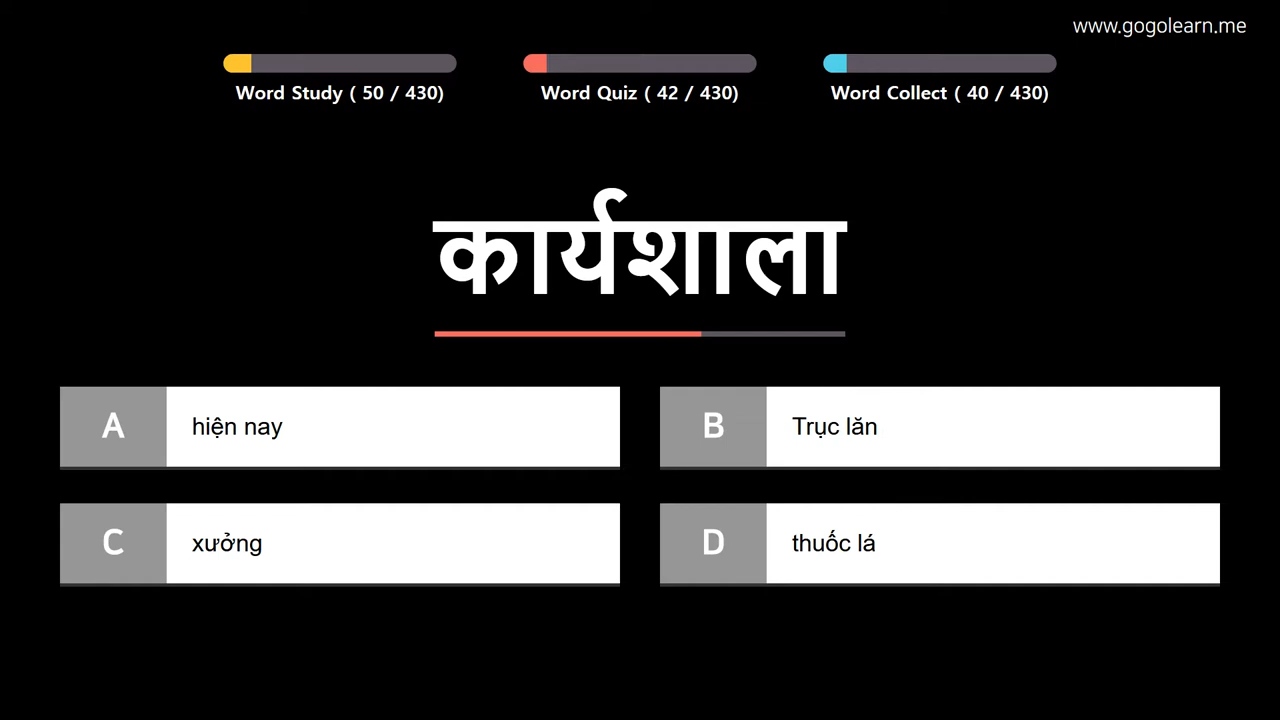 www.gogolearn.me
Word Study ( 50 / 430)
Word Quiz ( 42 / 430)
Word Collect ( 40 / 430)
कार्यशाला
A hiện nay
B Trục lăn
C xưởng
D thuốc lá